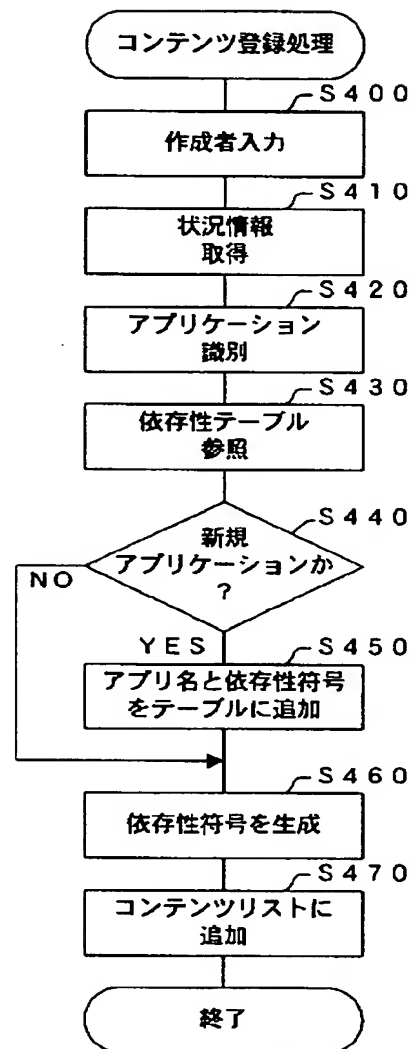 コンテンツ登録処理
S400
作成者入力
S410
状況情報
取得
S420
アプリケーション
識別
S430
依存性テーブル
参照
S440
新規
アプリケーションか
?
NO
YES
S450
アプリ名と依存性符号
をテーブルに追加
S460
依存性符号を生成
S470
コンテンツリストに
追加
終了